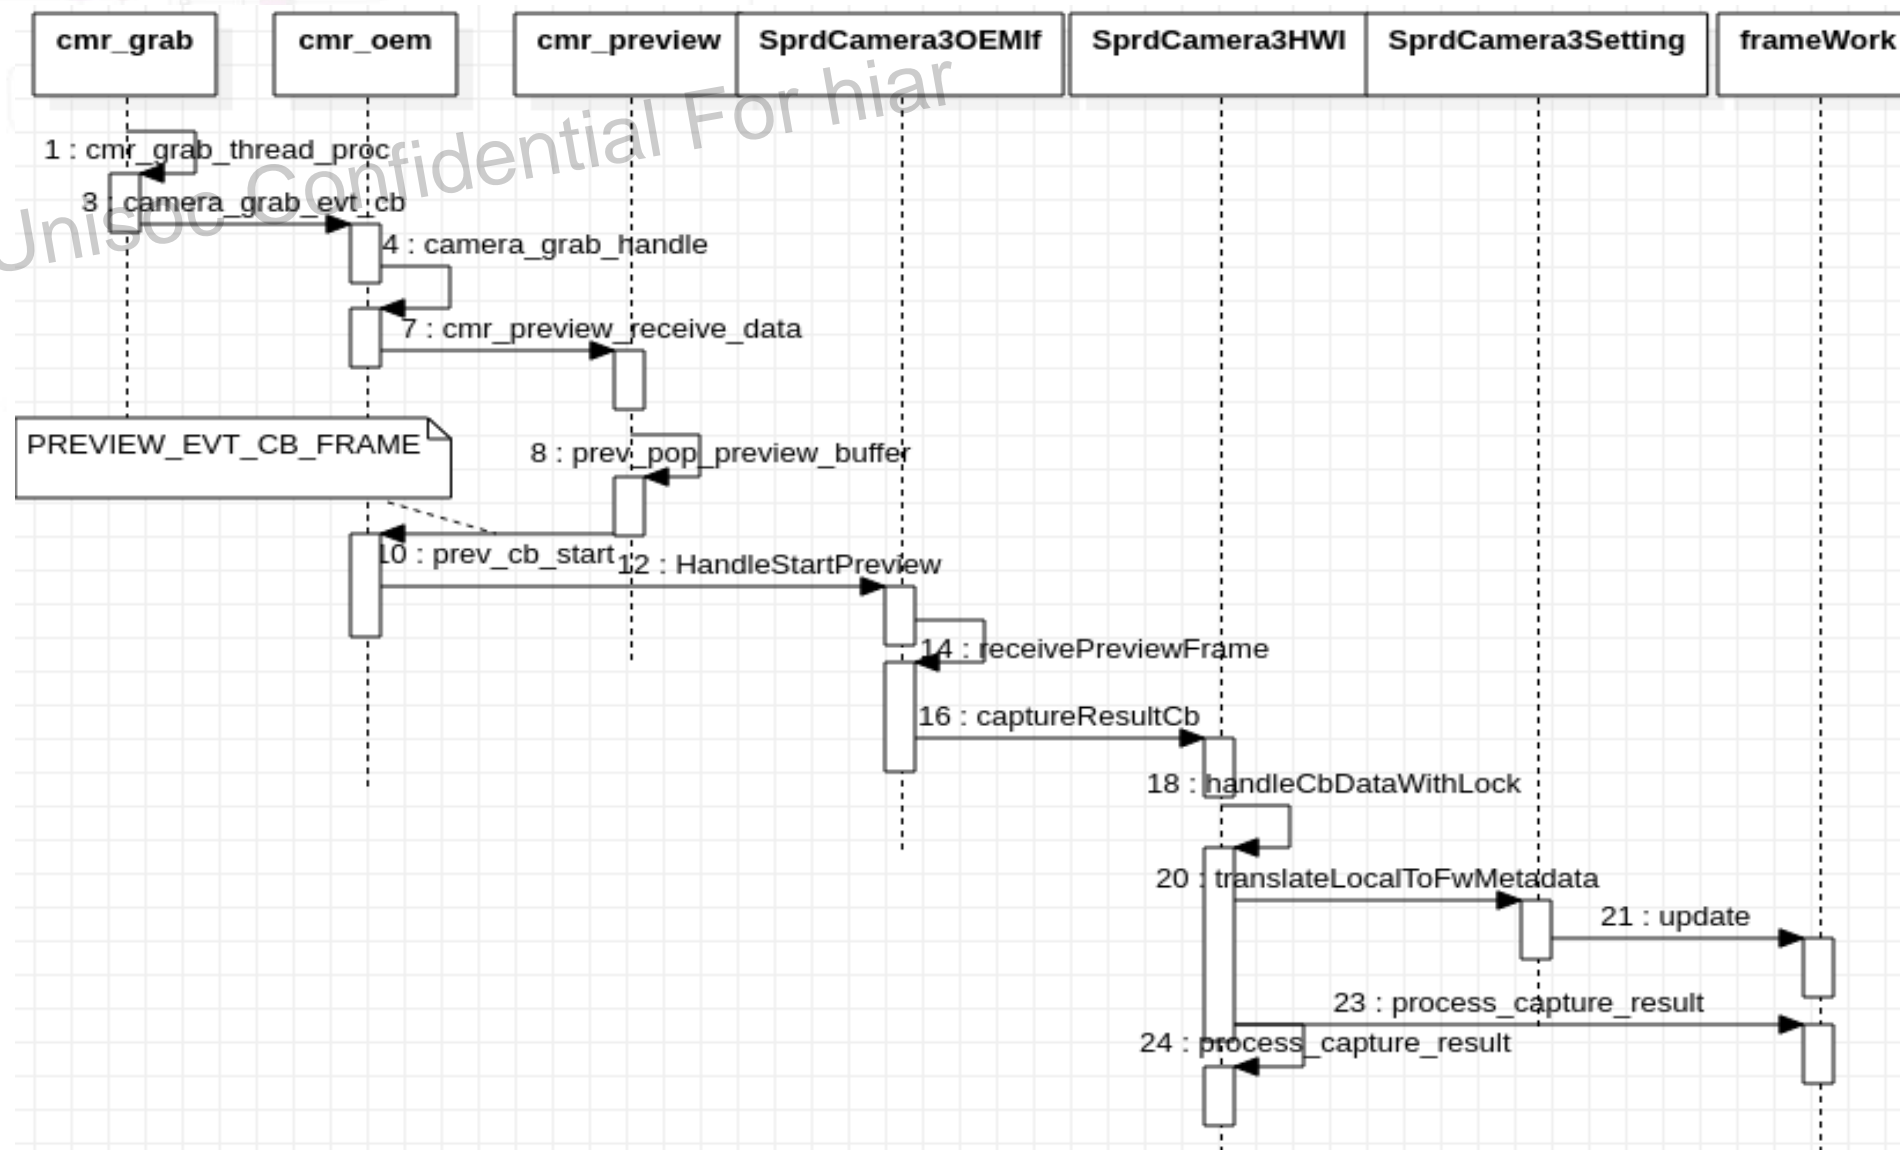 cmr_grab
cmr_oem
cmr_preview
SprdCamera3OEMIf
SprdCamera3HWI
SprdCamera3Setting
frameWork
Unisoc Confidential For hiar
1 : cmr_grab_thread_proc
3 : camera_grab_evt_cb
4 : camera_grab_handle
7 : cmr_preview_receive_data
PREVIEW_EVT_CB_FRAME
8 : prev_pop_preview_buffer
10 : prev_cb_start
12 : HandleStartPreview
14 : receivePreviewFrame
16 : captureResultCb
18 : handleCbDataWithLock
20 : translateLocalToFwMetadata
21 : update
23 : process_capture_result
24 : process_capture_result